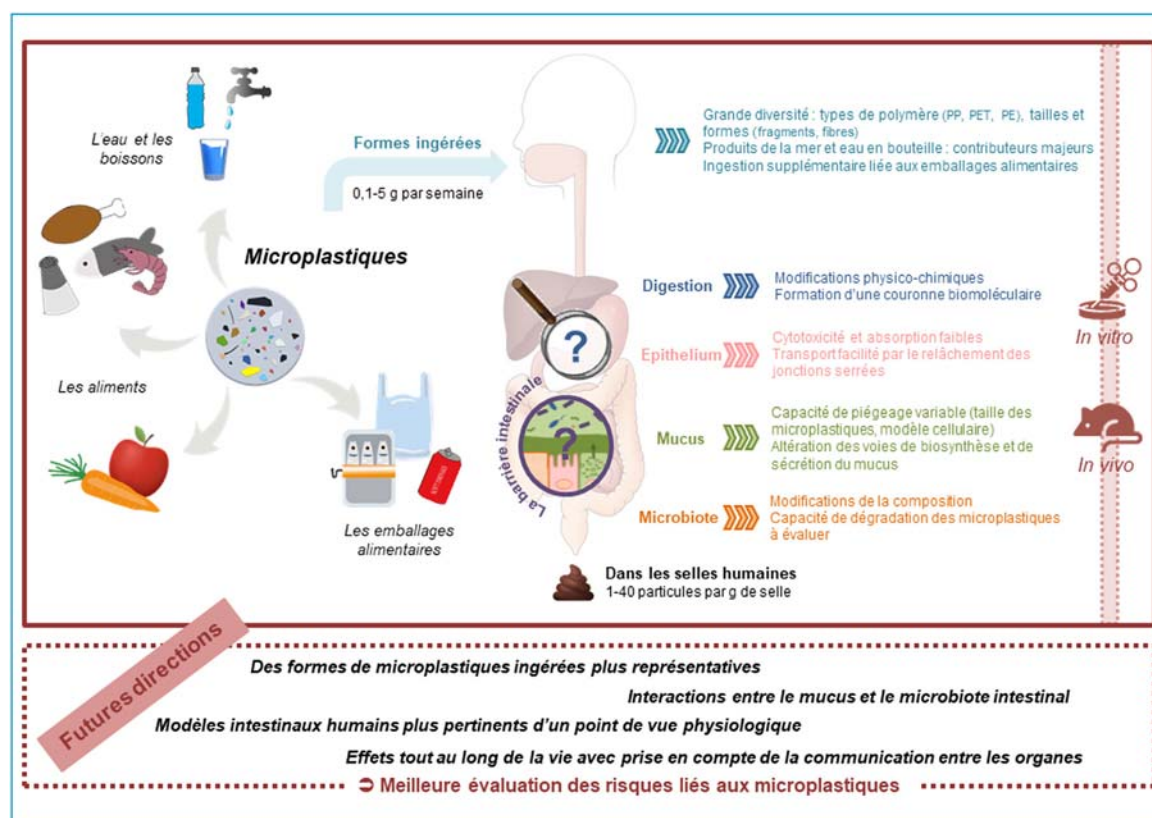 L'eau et les
boissons
Formes ingérées
0,1-5 g par semaine
Microplastiques
Les aliments
Les emballages
alimentaires
Grande diversité : types de polymère (PP, PET, PE), tailles et
formes (fragments, fibres)
Produits de la mer et eau en bouteille : contributeurs majeurs
Ingestion supplémentaire liée aux emballages alimentaires
Digestion
Modifications physico-chimiques
Formation d'une couronne biomoléculaire
?
Epithelium
Cytotoxicité et absorption faibles
Transport facilité par le relâchement des
jonctions serrées
La barrière intestinale
?
Mucus
Capacité de piégeage variable (taille des
microplastiques, modèle cellulaire)
Altération des voies de biosynthèse et de
sécrétion du mucus
Microbiote
Modifications de la composition
Capacité de dégradation des microplastiques
à évaluer
Dans les selles humaines
1-40 particules par g de selle
In vitro
In vivo
Futures directions
Des formes de microplastiques ingérées plus représentatives
Interactions entre le mucus et le microbiote intestinal
Modèles intestinaux humains plus pertinents d'un point de vue physiologique
Effets tout au long de la vie avec prise en compte de la communication entre les organes
➲ Meilleure évaluation des risques liés aux microplastiques